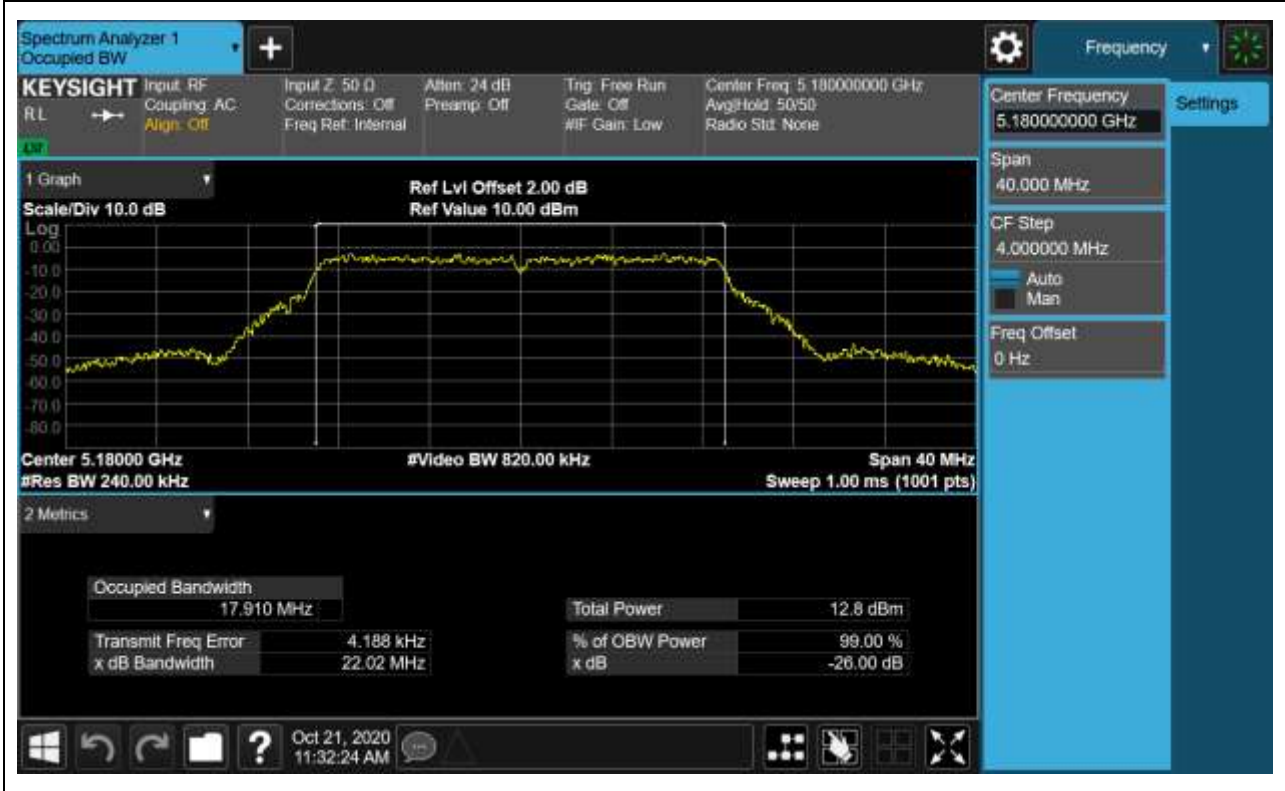 Spectrum Analyzer 1
Occupied BW
Frequency
KEYSIGHT
RL
Input: RF
Coupling: AC
Align: Off
Input Z: 50 Ω
Corrections: Off
Freq Ref: Internal
Atten: 24 dB
Preamp: Off
Trig: Free Run
Gate: Off
#IF Gain: Low
Center Freq: 5.180000000 GHz
Avg|Hold: 50/50
Radio Std: None
1 Graph
Scale/Div 10.0 dB
Ref Lvl Offset 2.00 dB
Ref Value 10.00 dBm
Log
0.00
-10.0
-20.0
-30.0
-40.0
-50.0
-60.0
-70.0
-80.0
Center 5.18000 GHz
#Video BW 820.00 kHz
Span 40 MHz
#Res BW 240.00 kHz
Sweep 1.00 ms (1001 pts)
2 Metrics
Occupied Bandwidth
17.910 MHz
Total Power 12.8 dBm
Transmit Freq Error 4.188 kHz
% of OBW Power 99.00 %
x dB Bandwidth 22.02 MHz
x dB -26.00 dB
Oct 21, 2020
11:32:24 AM
Center Frequency
5.180000000 GHz
Settings
Span
40.000 MHz
CF Step
4.000000 MHz
Auto
Man
Freq Offset
0 Hz